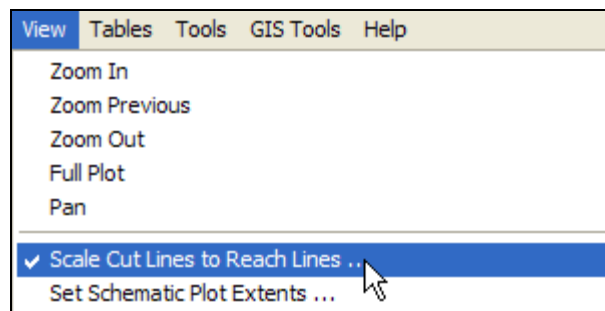 View Tables Tools GIS Tools Help
Zoom In
Zoom Previous
Zoom Out
Full Plot
Pan
Scale Cut Lines to Reach Lines ...
Set Schematic Plot Extents ...